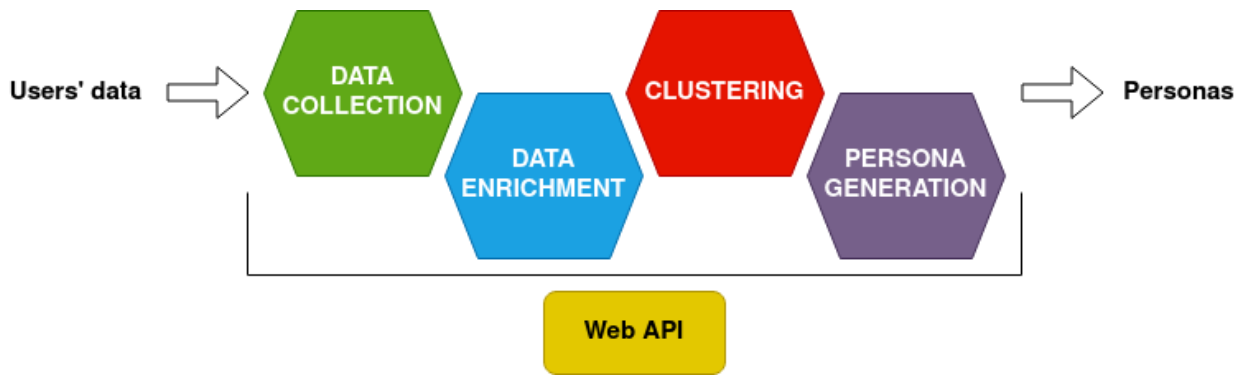 Users' data
DATA
COLLECTION
DATA
ENRICHMENT
CLUSTERING
PERSONA
GENERATION
Personas
Web API